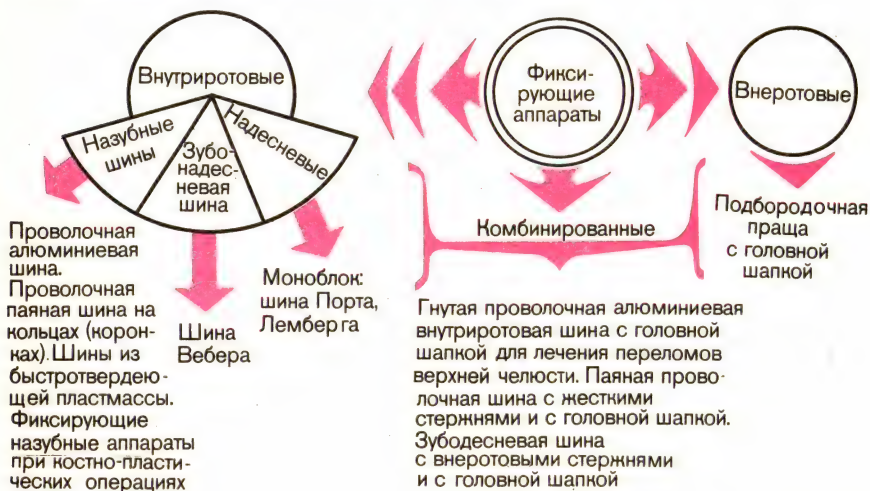 Внутриротовые
Назубные
шины
Зубо-
надес-
невая
шина
Надесневые
Проволочная
алюминиевая
шина.
Проволочная
паяная шина на
кольцах (корон-
ках). Шины из
быстротвердею-
щей пластмассы.
Фиксирующие
назубные аппараты
при костно-пласти-
ческих операциях
Шина
Вебера
Моноблок:
шина Порта,
Лемберга
Фикси-
рующие
аппараты
Внеротовые
Подбородочная
праща
с головной
шапкой
Комбинированные
Гнутая проволочная алюминиевая
внутриротовая шина с головной
шапкой для лечения переломов
верхней челюсти. Паяная прово-
лочная шина с жесткими
стержнями и с головной шапкой.
Зубодесневая шина
с внеротовыми стержнями
и с головной шапкой